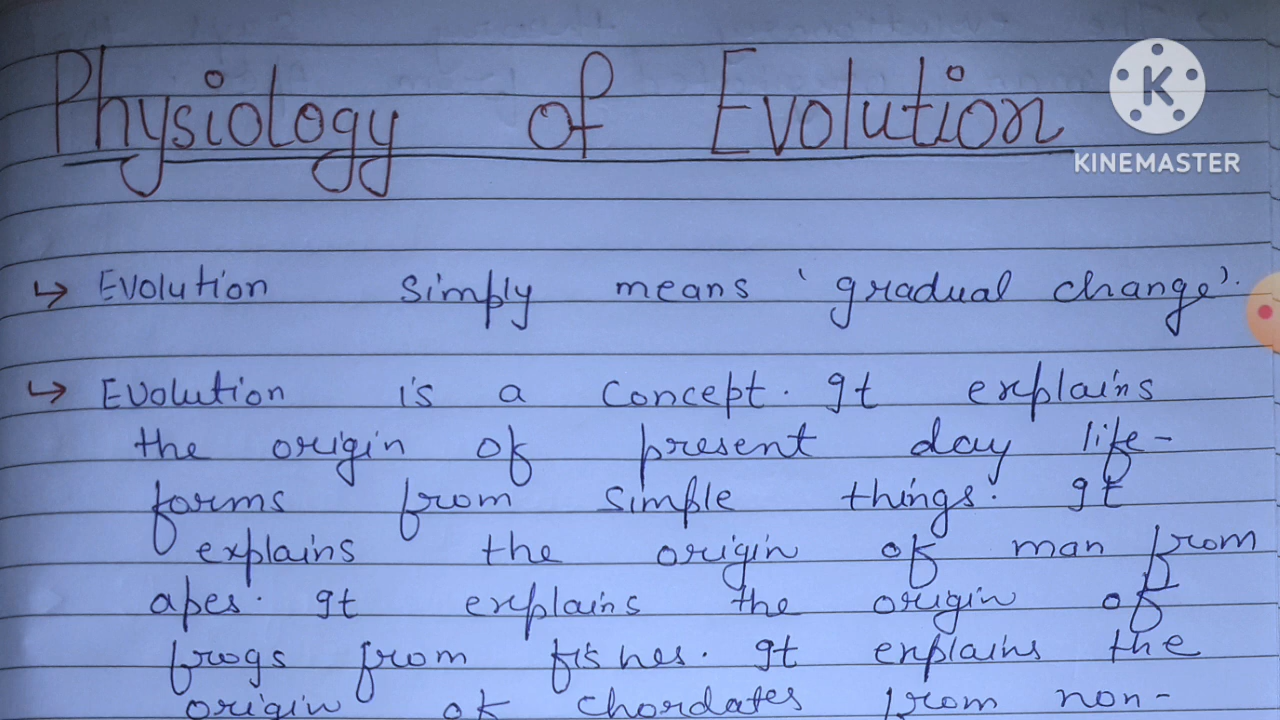 Physiology of Evolution
KINEMASTER
↳ Evolution simply means 'gradual change'.
↳ Evolution is a concept. It explains
the origin of present day life-
forms from simple things. It
explains the origin of man from
apes. It explains the origin of
frogs from fishes. It explains the
origin of chordates from non-